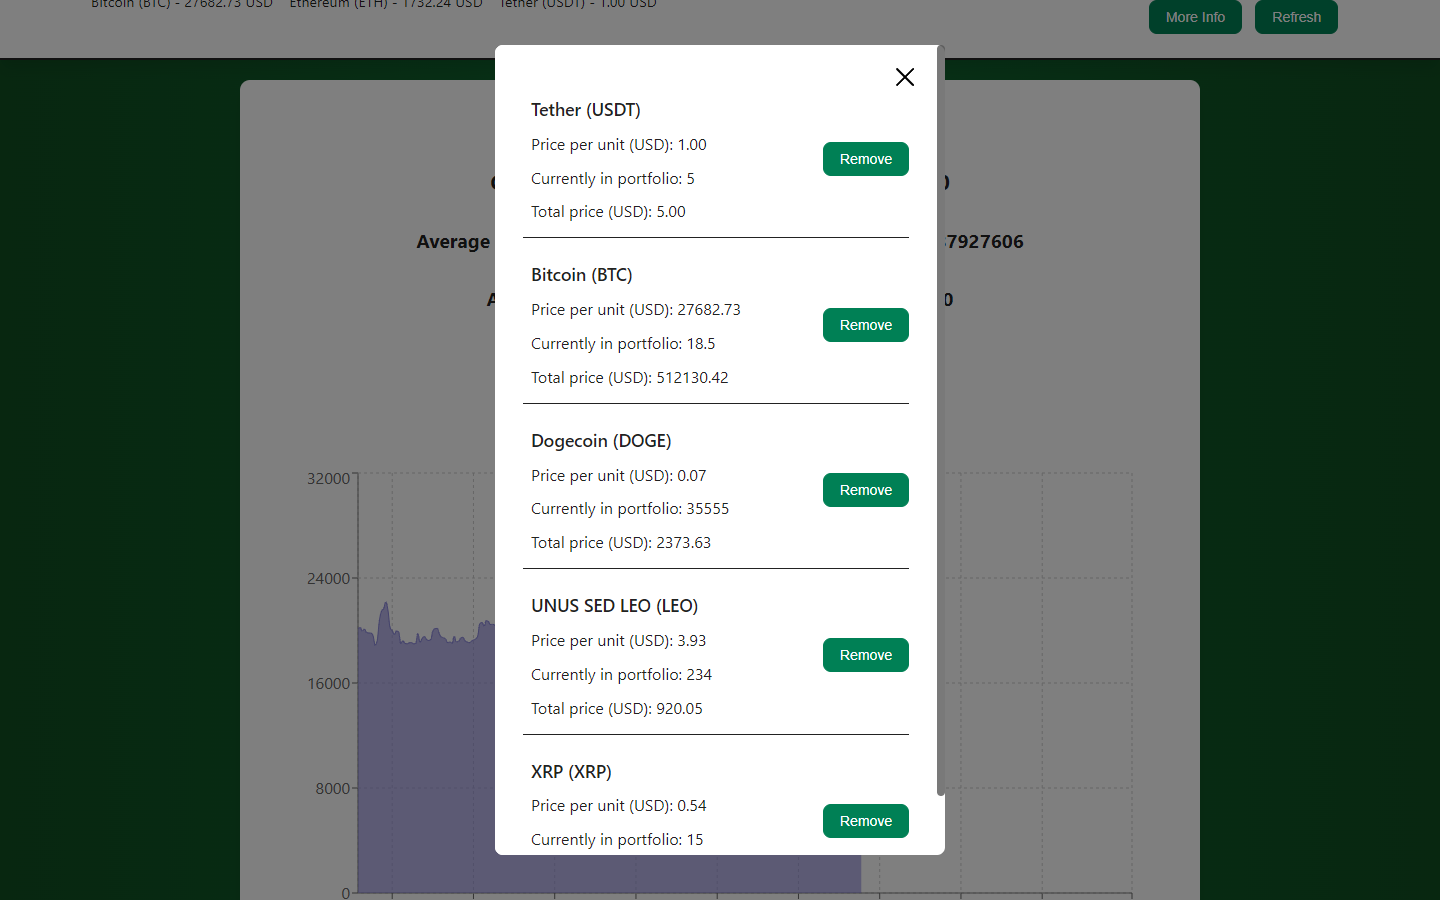 Bitcoin (BTC) - 27682.73 USD Ethereum (ETH) - 1732.24 USD Tether (USDT) - 1.00 USD
More Info Refresh
Tether (USDT)
Price per unit (USD): 1.00
Currently in portfolio: 5
Total price (USD): 5.00
Remove
Bitcoin (BTC)
Price per unit (USD): 27682.73
Currently in portfolio: 18.5
Total price (USD): 512130.42
Remove
Dogecoin (DOGE)
Price per unit (USD): 0.07
Currently in portfolio: 35555
Total price (USD): 2373.63
Remove
UNUS SED LEO (LEO)
Price per unit (USD): 3.93
Currently in portfolio: 234
Total price (USD): 920.05
Remove
XRP (XRP)
Price per unit (USD): 0.54
Currently in portfolio: 15
Remove
Average
7927606
32000
24000
16000
8000
0